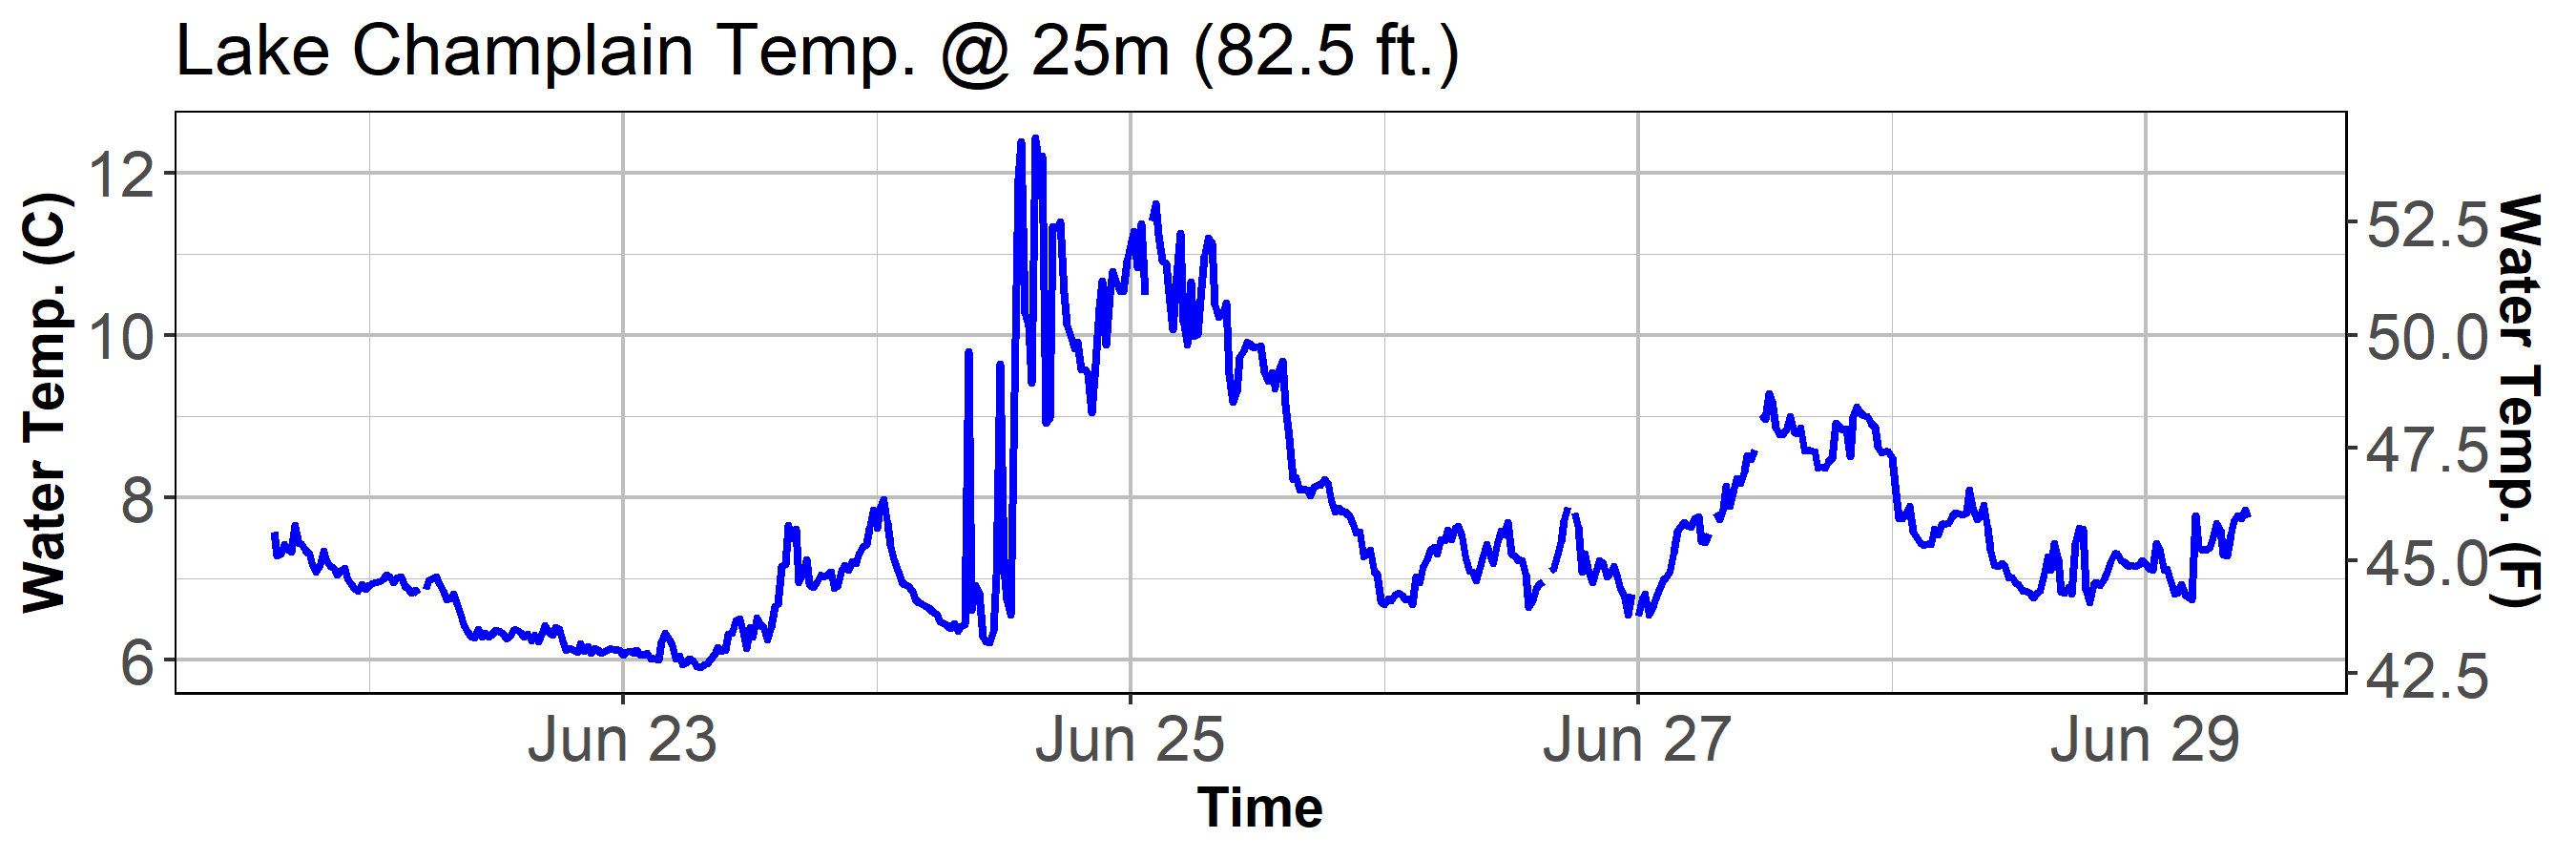 Lake Champlain Temp. @ 25m (82.5 ft.)
Water Temp. (C)
12
10
8
6
52.5
50.0
47.5
45.0
42.5
Water Temp. (F)
Jun 23
Jun 25
Jun 27
Jun 29
Time